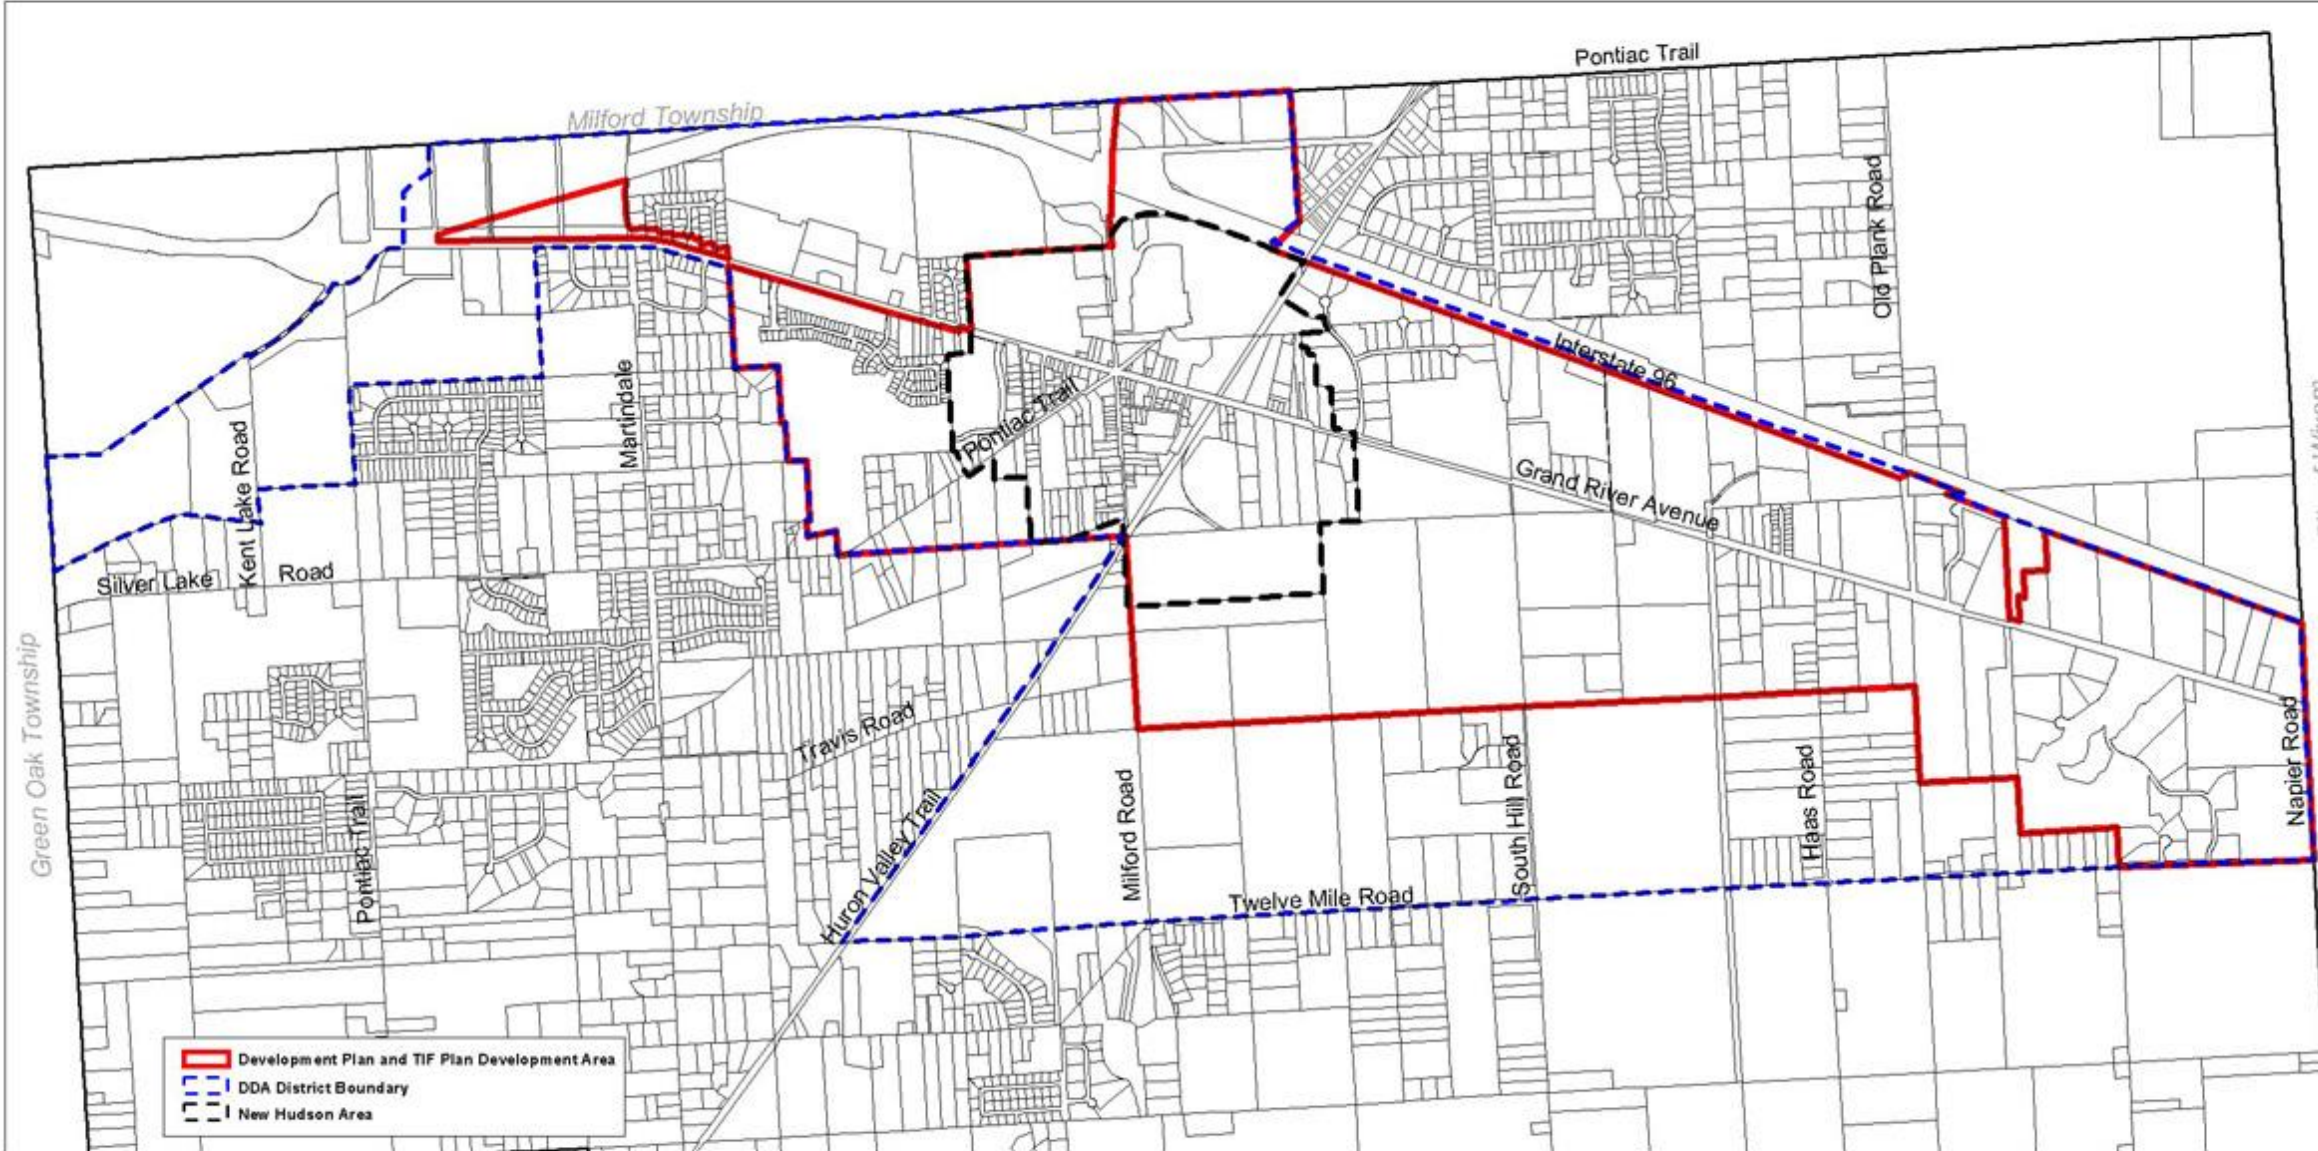 Pontiac Trail
Milford Township
Old Plank Road
Interstate 96
Martindale
Pontiac Trail
Kent Lake Road
Grand River Avenue
Silver Lake Road
Green Oak Township
Travis Road
Napier Road
Huron Valley Trail
Milford Road
South Hill Road
Haas Road
Pontiac Trail
Twelve Mile Road
Development Plan and TIF Plan Development Area
DDA District Boundary
New Hudson Area